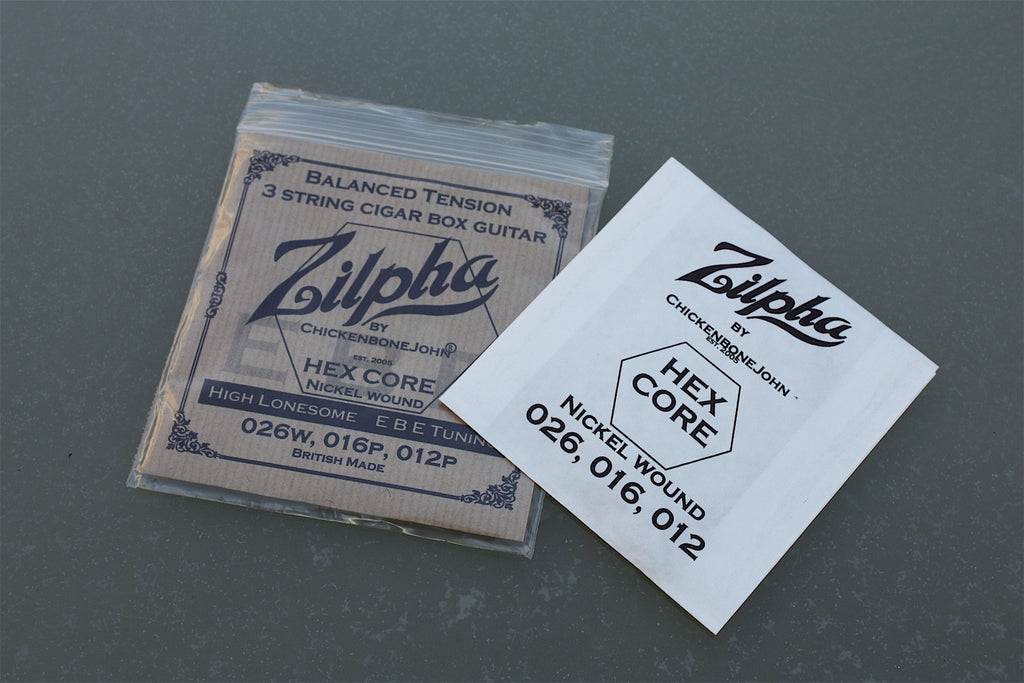 BALANCED TENSION
3 STRING CIGAR BOX GUITAR
Zilpha
BY
CHICKENBONEJOHN®
EST. 2005
HEX CORE
NICKEL WOUND
HIGH LONESOME E B E TUNIN
026W, 016P, 012P
BRITISH MADE
Zilpha
BY
CHICKENBONEJOHN
EST. 2005
HEX
CORE
NICKEL WOUND
026, 016, 012